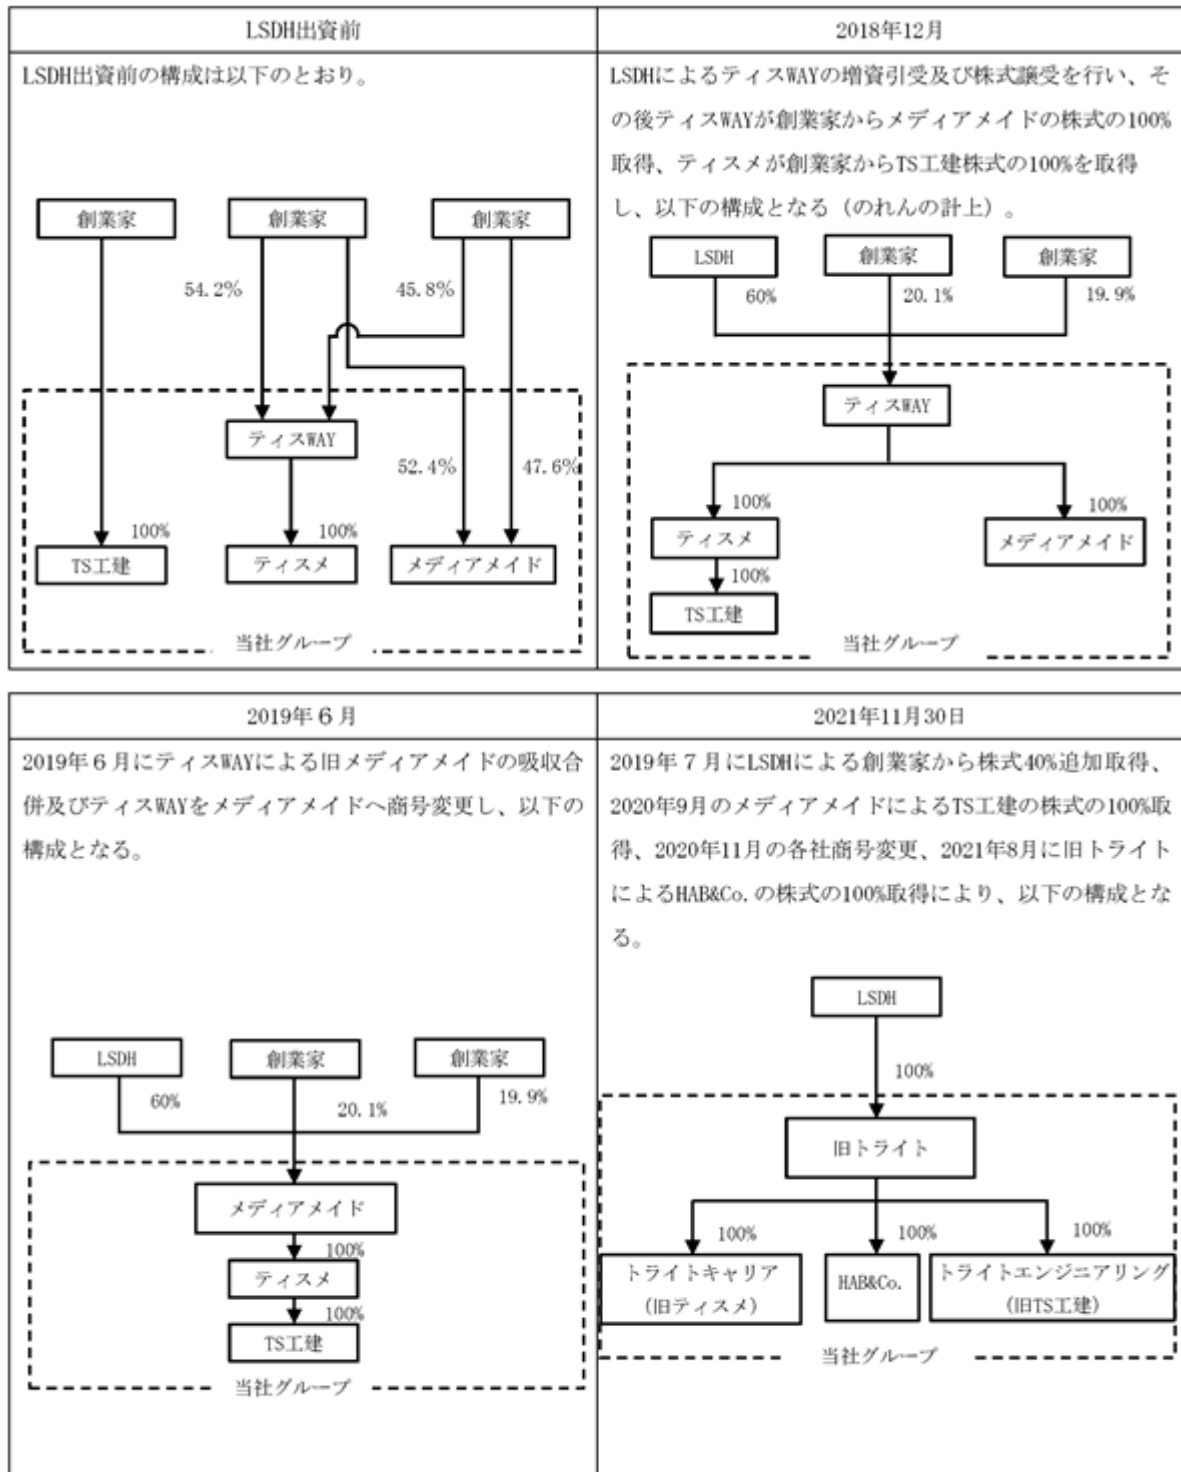 LSDH出資前
LSDH出資前の構成は以下のとおり。
創業家
創業家
創業家
54.2%
45.8%
ティスWAY
52.4%
47.6%
100%
100%
TS工建
ティスメ
メディアメイド
当社グループ
2018年12月
LSDHによるティスWAYの増資引受及び株式譲受を行い、そ
の後ティスWAYが創業家からメディアメイドの株式の100%
取得、ティスメが創業家からTS工建株式の100%を取得
し、以下の構成となる（のれんの計上）。
LSDH
創業家
創業家
60%
20.1%
19.9%
ティスWAY
100%
100%
ティスメ
メディアメイド
100%
TS工建
当社グループ
2019年６月
2019年６月にティスWAYによる旧メディアメイドの吸収合
併及びティスWAYをメディアメイドへ商号変更し、以下の
構成となる。
LSDH
創業家
創業家
60%
20.1%
19.9%
メディアメイド
100%
ティスメ
100%
TS工建
当社グループ
2021年11月30日
2019年７月にLSDHによる創業家から株式40%追加取得、
2020年9月のメディアメイドによるTS工建の株式の100%取
得、2020年11月の各社商号変更、2021年8月に旧トライト
によるHAB&Co.の株式の100%取得により、以下の構成とな
る。
LSDH
100%
旧トライト
100%
100%
100%
トライトキャリア
（旧ティスメ）
HAB&Co.
トライトエンジニアリング
（旧TS工建）
当社グループ